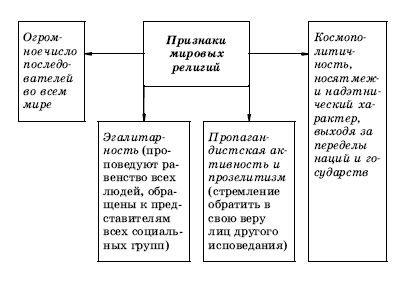 Признаки
мировых
религий
Огром-
ное число
последо-
вателей
во всем
мире
Эгалитар-
ность (про-
поведуют ра-
венство всех
людей, обра-
щены к пред-
ставителям
всех социаль-
ных групп)
Пропаган-
дистская ак-
тивность и
прозелитизм
(стремление
обратить в
свою веру
лиц другого
исповедания)
Космопо-
литич-
ность,
носят меж-
и надэтни-
ческий ха-
рактер,
выходя за
переделы
наций и го-
сударств